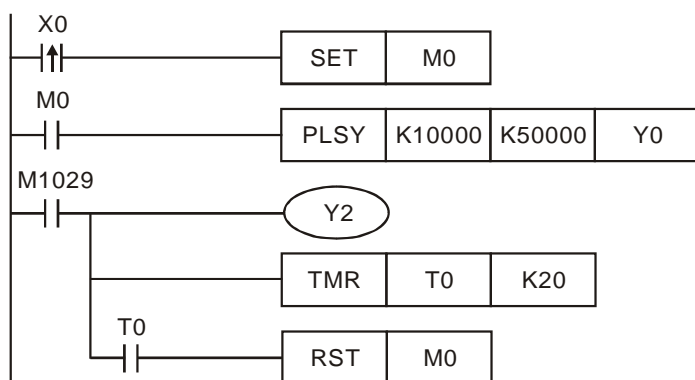 X0
SET M0
M0
PLSY K10000 K50000 Y0
M1029
Y2
TMR T0 K20
T0
RST M0